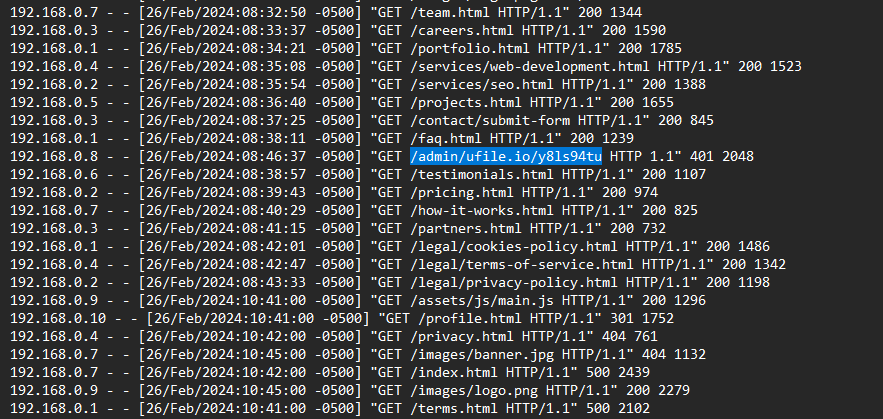 192.168.0.7 - - [26/Feb/2024:08:32:50 -0500] "GET /team.html HTTP/1.1" 200 1344
192.168.0.3 - - [26/Feb/2024:08:33:37 -0500] "GET /careers.html HTTP/1.1" 200 1590
192.168.0.1 - - [26/Feb/2024:08:34:21 -0500] "GET /portfolio.html HTTP/1.1" 200 1785
192.168.0.4 - - [26/Feb/2024:08:35:08 -0500] "GET /services/web-development.html HTTP/1.1" 200 1523
192.168.0.2 - - [26/Feb/2024:08:35:54 -0500] "GET /services/seo.html HTTP/1.1" 200 1388
192.168.0.5 - - [26/Feb/2024:08:36:40 -0500] "GET /projects.html HTTP/1.1" 200 1655
192.168.0.3 - - [26/Feb/2024:08:37:25 -0500] "GET /contact/submit-form HTTP/1.1" 200 845
192.168.0.1 - - [26/Feb/2024:08:38:11 -0500] "GET /faq.html HTTP/1.1" 200 1239
192.168.0.8 - - [26/Feb/2024:08:46:37 -0500] "GET /admin/ufile.io/y8ls94tu HTTP 1.1" 401 2048
192.168.0.6 - - [26/Feb/2024:08:38:57 -0500] "GET /testimonials.html HTTP/1.1" 200 1107
192.168.0.2 - - [26/Feb/2024:08:39:43 -0500] "GET /pricing.html HTTP/1.1" 200 974
192.168.0.7 - - [26/Feb/2024:08:40:29 -0500] "GET /how-it-works.html HTTP/1.1" 200 825
192.168.0.3 - - [26/Feb/2024:08:41:15 -0500] "GET /partners.html HTTP/1.1" 200 732
192.168.0.1 - - [26/Feb/2024:08:42:01 -0500] "GET /legal/cookies-policy.html HTTP/1.1" 200 1486
192.168.0.4 - - [26/Feb/2024:08:42:47 -0500] "GET /legal/terms-of-service.html HTTP/1.1" 200 1342
192.168.0.2 - - [26/Feb/2024:08:43:33 -0500] "GET /legal/privacy-policy.html HTTP/1.1" 200 1198
192.168.0.9 - - [26/Feb/2024:10:41:00 -0500] "GET /assets/js/main.js HTTP/1.1" 200 1296
192.168.0.10 - - [26/Feb/2024:10:41:00 -0500] "GET /profile.html HTTP/1.1" 301 1752
192.168.0.4 - - [26/Feb/2024:10:42:00 -0500] "GET /privacy.html HTTP/1.1" 404 761
192.168.0.7 - - [26/Feb/2024:10:45:00 -0500] "GET /images/banner.jpg HTTP/1.1" 404 1132
192.168.0.7 - - [26/Feb/2024:10:42:00 -0500] "GET /index.html HTTP/1.1" 500 2439
192.168.0.9 - - [26/Feb/2024:10:45:00 -0500] "GET /images/logo.png HTTP/1.1" 200 2279
192.168.0.1 - - [26/Feb/2024:10:41:00 -0500] "GET /terms.html HTTP/1.1" 500 2102